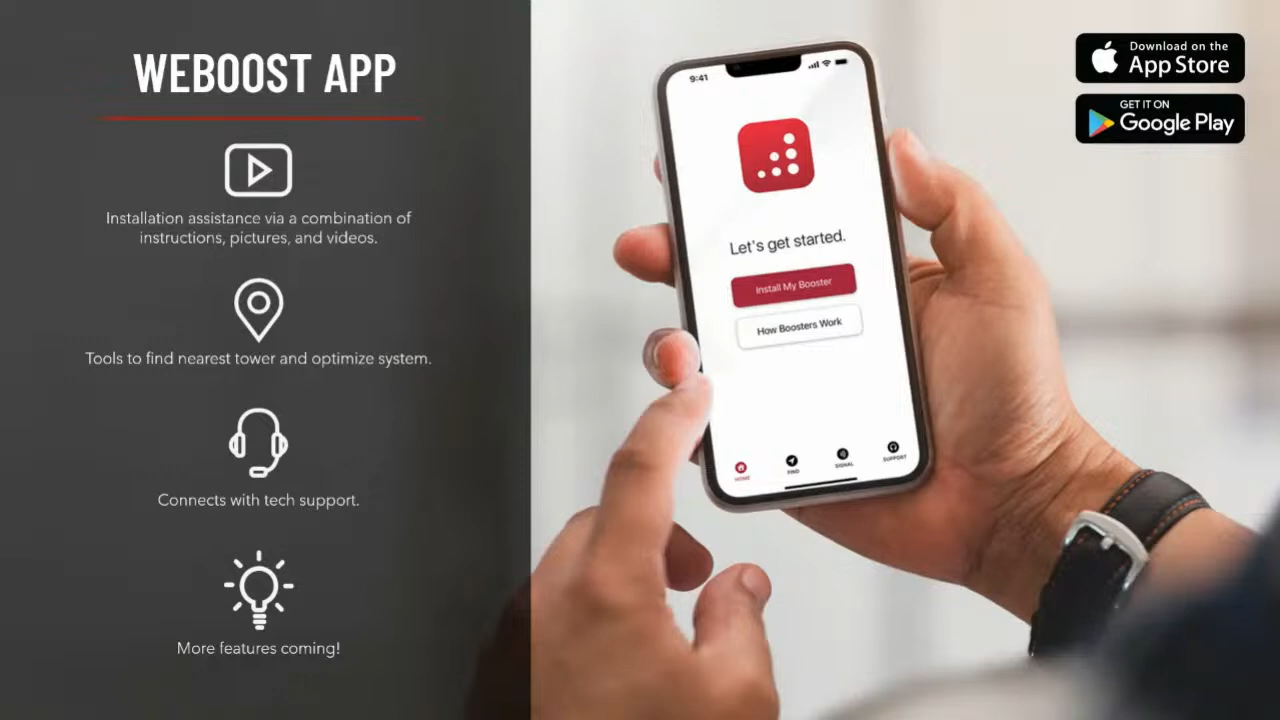 WEBOOST APP
Installation assistance via a combination of
instructions, pictures, and videos.
Tools to find nearest tower and optimize system.
Connects with tech support.
More features coming!
9:41
Let's get started.
Install My Booster
How Boosters Work
HOME
FIND
SIGNAL
SUPPORT
Download on the
App Store
GET IT ON
Google Play